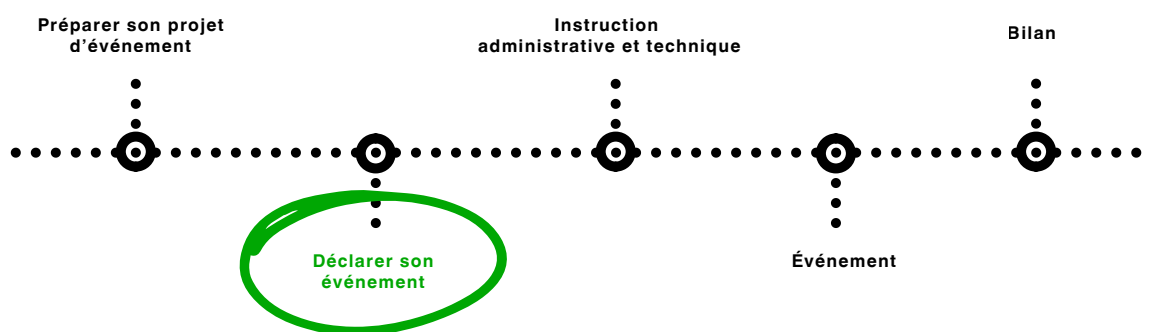 Préparer son projet
d'événement
Déclarer son
événement
Instruction
administrative et technique
Événement
Bilan